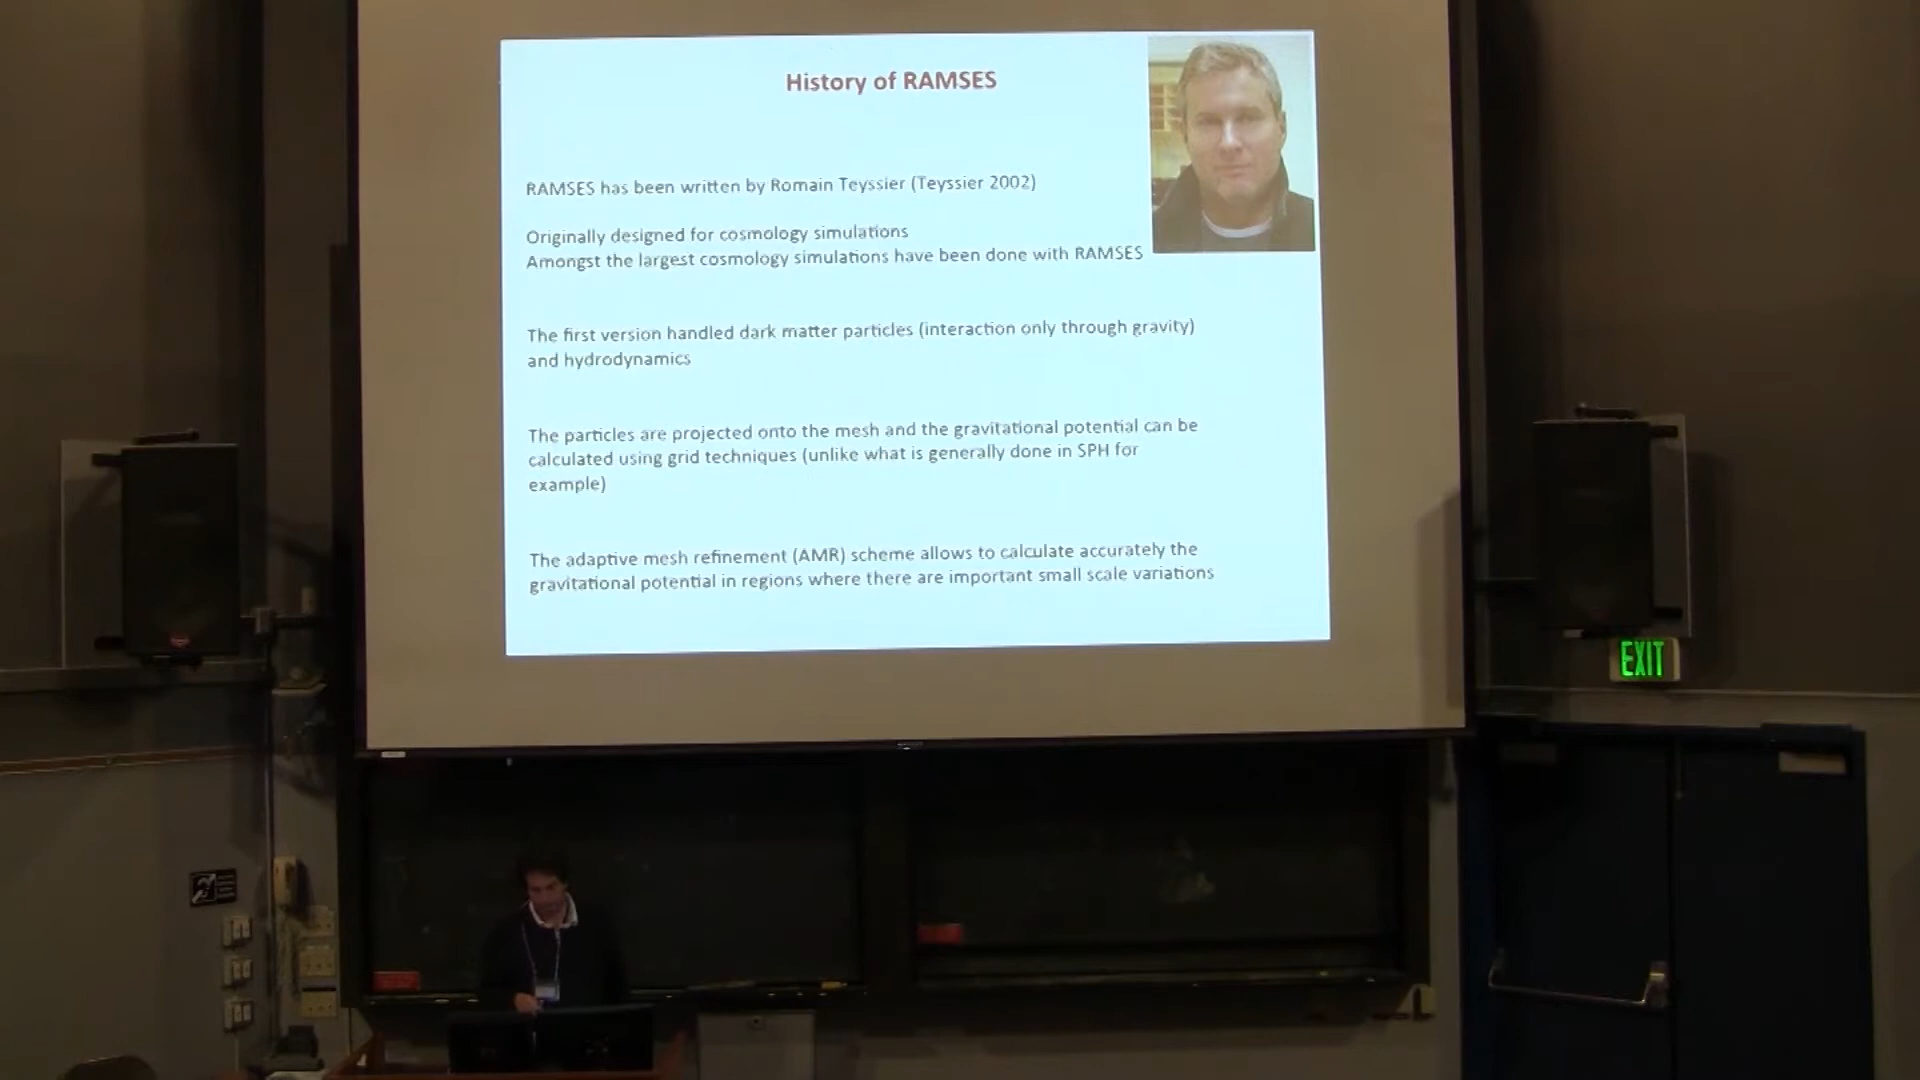 History of RAMSES
RAMSES has been written by Romain Teyssier (Teyssier 2002)
Originally designed for cosmology simulations
Amongst the largest cosmology simulations have been done with RAMSES
The first version handled dark matter particles (interaction only through gravity)
and hydrodynamics
The particles are projected onto the mesh and the gravitational potential can be
calculated using grid techniques (unlike what is generally done in SPH for
example)
The adaptive mesh refinement (AMR) scheme allows to calculate accurately the
gravitational potential in regions where there are important small scale variations
EXIT